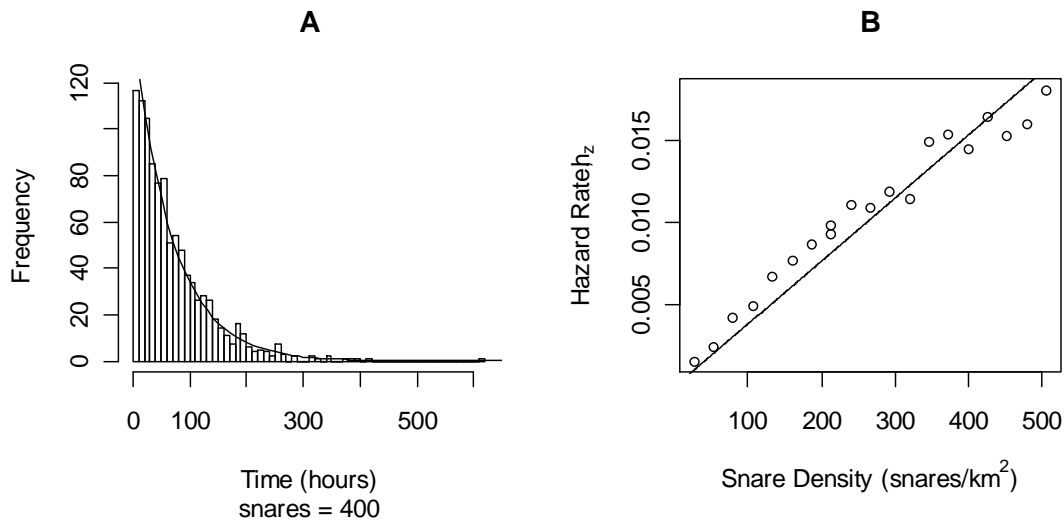 A
Frequency
120
80
60
40
20
0
0 100 300 500
Time (hours)
snares = 400
B
Hazard Rate, h_z
0.015
0.010
0.005
100 200 300 400 500
Snare Density (snares/km²)